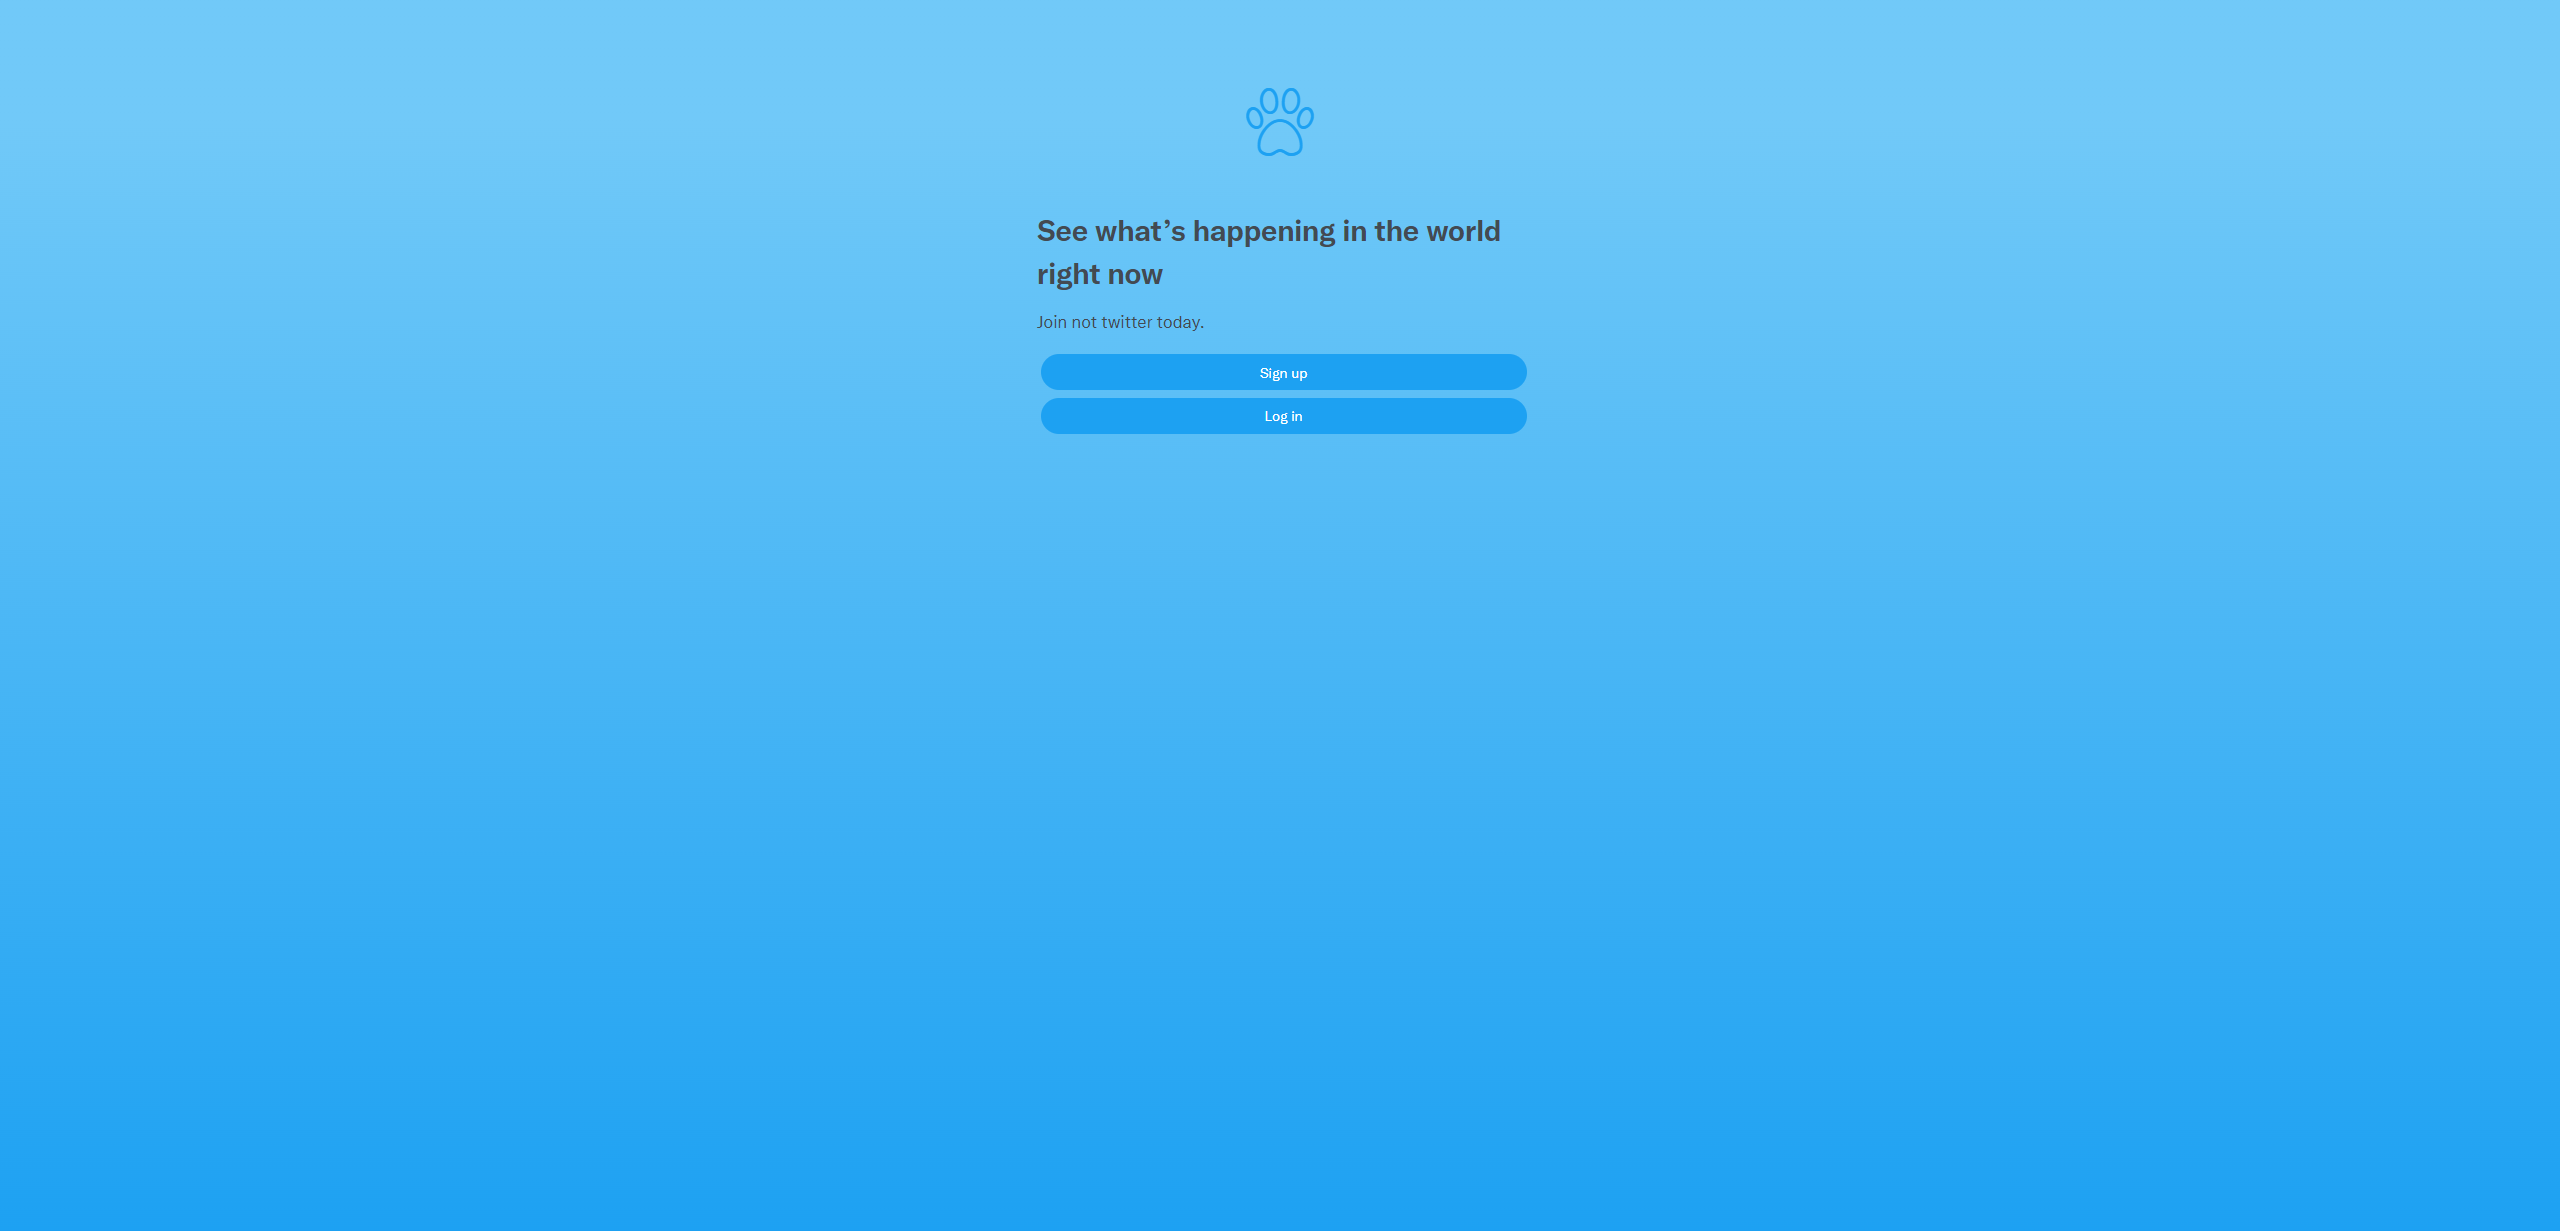 See what’s happening in the world
right now
Join not twitter today.
Sign up
Log in